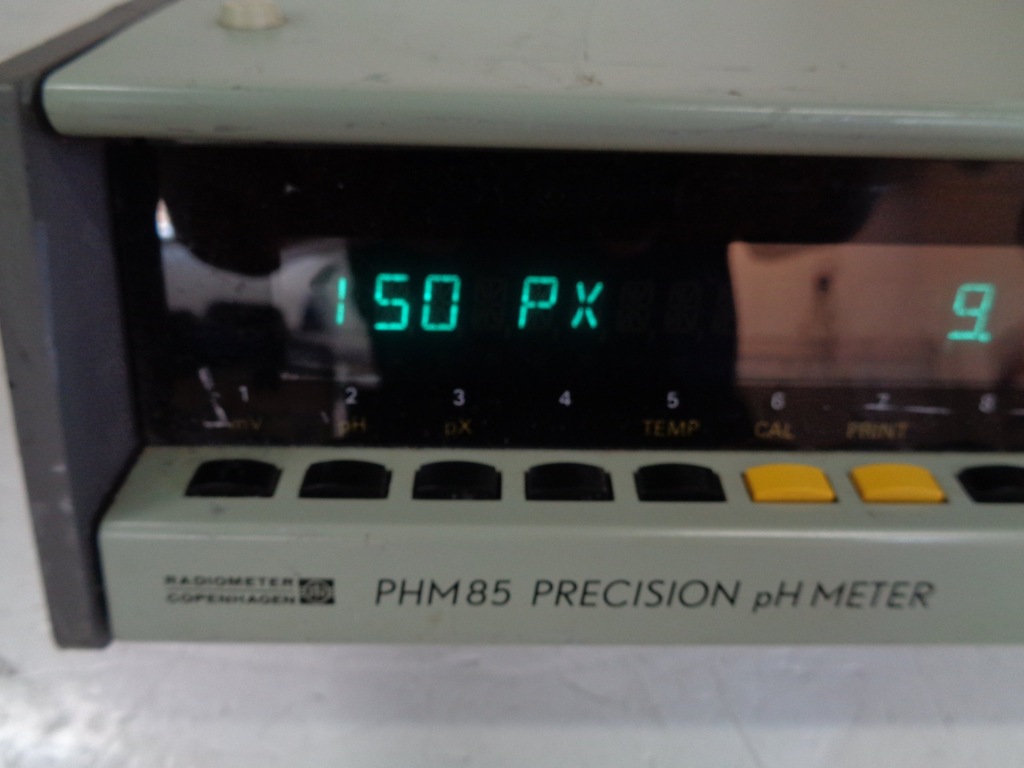 150 PX 9.
1 2 3 4 5 6 7 8
mV pH pX TEMP CAL PRINT
RADIOMETER
COPENHAGEN
PHM85 PRECISION pH METER